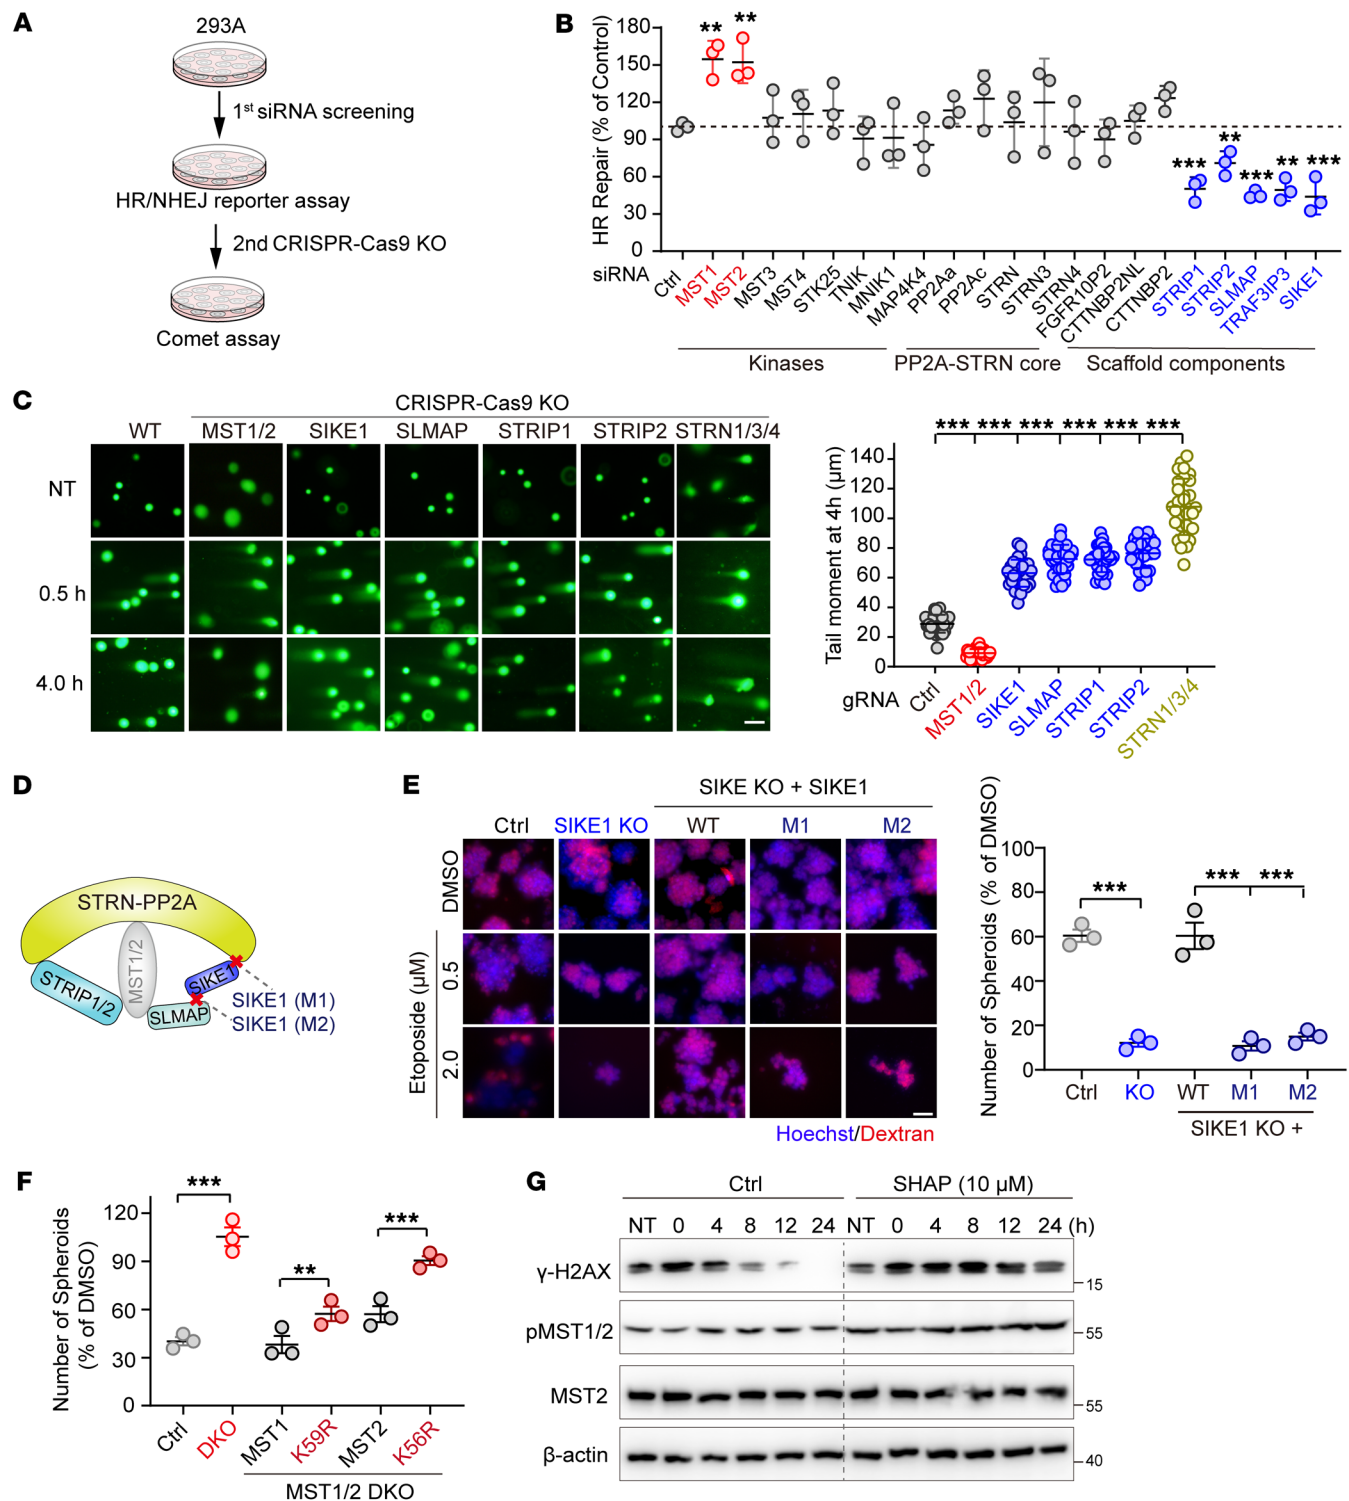 A
293A
1st siRNA screening
HR/NHEJ reporter assay
2nd CRISPR-Cas9 KO
Comet assay
B
HR Repair (% of Control)
180
150
120
90
60
30
0
** ** *** ** *** ** ***
siRNA
Ctrl
MST1
MST2
MST3
MST4
STK25
TNIK
MNIK1
MAP4K4
PP2Aa
PP2Ac
STRN
STRN3
STRN4
FGFR10P2
CTTNBP2NL
CTTNBP2
STRIP1
STRIP2
SLMAP
TRAF3IP3
SIKE1
Kinases
PP2A-STRN core
Scaffold components
C
CRISPR-Cas9 KO
WT MST1/2 SIKE1 SLMAP STRIP1 STRIP2 STRN1/3/4
NT
0.5 h
4.0 h
*** *** *** *** *** ***
Tail moment at 4h (µm)
140
120
100
80
60
40
20
0
gRNA
Ctrl
MST1/2
SIKE1
SLMAP
STRIP1
STRIP2
STRN1/3/4
D
STRN-PP2A
MST1/2
STRIP1/2
SIKE1
SLMAP
SIKE1 (M1)
SIKE1 (M2)
E
SIKE KO + SIKE1
Ctrl SIKE1 KO WT M1 M2
DMSO
Etoposide (µM)
0.5
2.0
Hoechst/Dextran
Number of Spheroids (% of DMSO)
100
80
60
40
20
0
*** *** ***
Ctrl KO WT M1 M2
SIKE1 KO +
F
Number of Spheroids
(% of DMSO)
120
90
60
30
0
*** ** ***
Ctrl
DKO
MST1
K59R
MST2
K56R
MST1/2 DKO
G
Ctrl SHAP (10 µM)
NT 0 4 8 12 24 NT 0 4 8 12 24 (h)
γ-H2AX
15
pMST1/2
55
MST2
55
β-actin
40